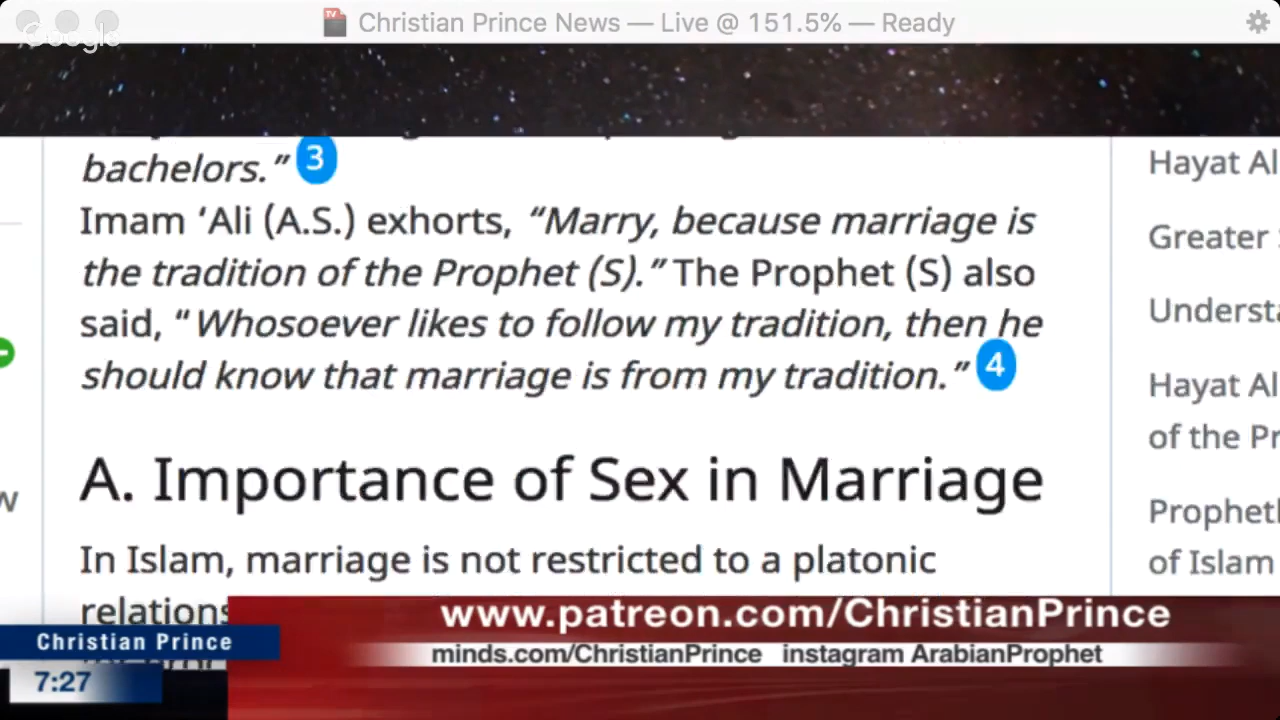 Christian Prince News — Live @ 151.5% — Ready
Google
bachelors.” 3
Imam ‘Ali (A.S.) exhorts, “Marry, because marriage is
the tradition of the Prophet (S).” The Prophet (S) also
said, “Whosoever likes to follow my tradition, then he
should know that marriage is from my tradition.” 4
A. Importance of Sex in Marriage
In Islam, marriage is not restricted to a platonic
relations
Hayat Al
Greater
Understa
Hayat Al
of the Pr
Propheth
of Islam
w
www.patreon.com/ChristianPrince
Christian Prince
minds.com/ChristianPrince instagram ArabianProphet
7:27